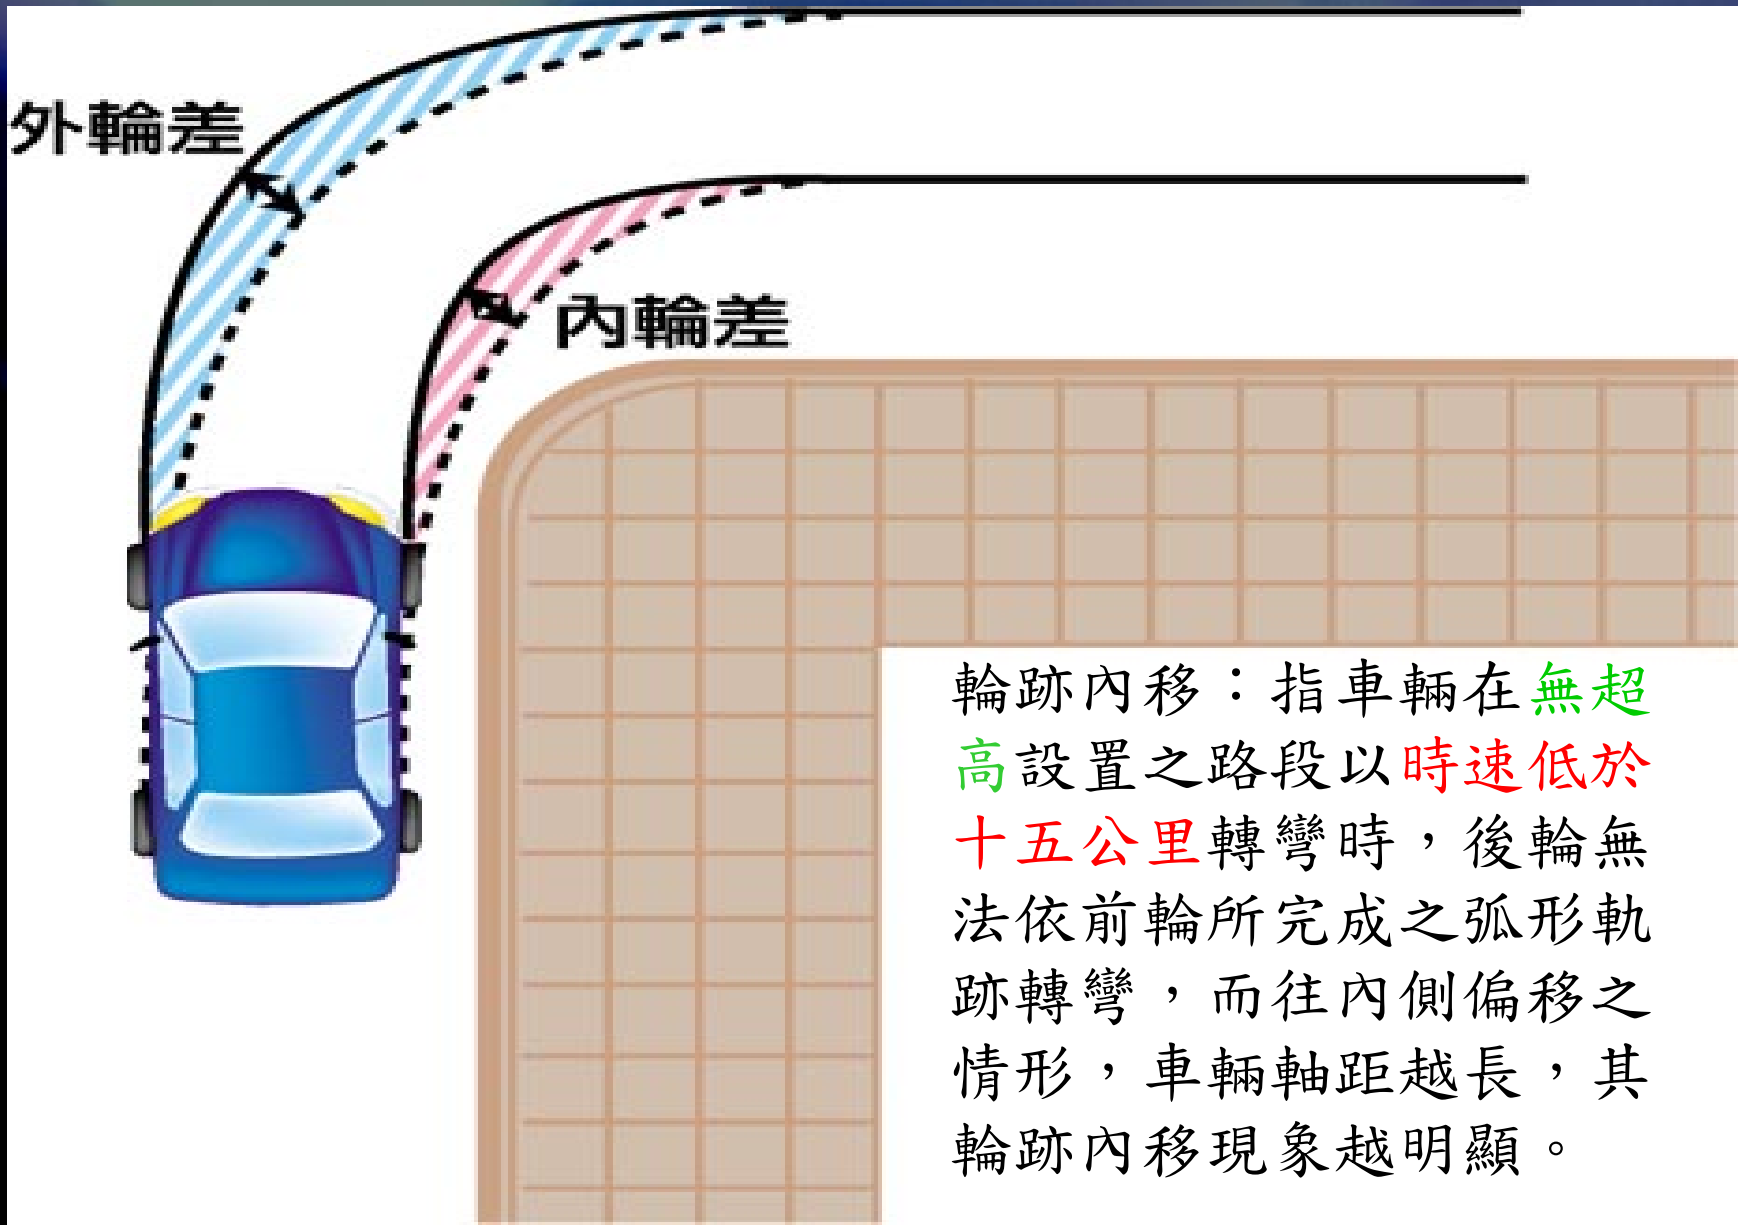 外輪差
內輪差
輪跡內移：指車輛在無超
高設置之路段以時速低於
十五公里轉彎時，後輪無
法依前輪所完成之弧形軌
跡轉彎，而往內側偏移之
情形，車輛軸距越長，其
輪跡內移現象越明顯。